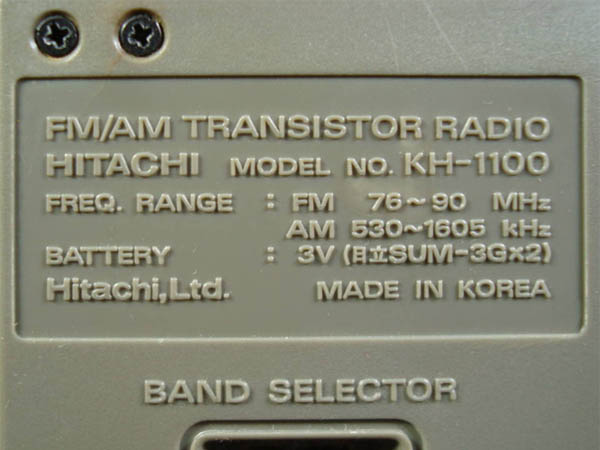 FM/AM TRANSISTOR RADIO
HITACHI MODEL NO. KH-1100
FREQ. RANGE : FM 76~90 MHz
AM 530~1605 kHz
BATTERY : 3V (日立SUM-3G×2)
Hitachi,Ltd. MADE IN KOREA
BAND SELECTOR